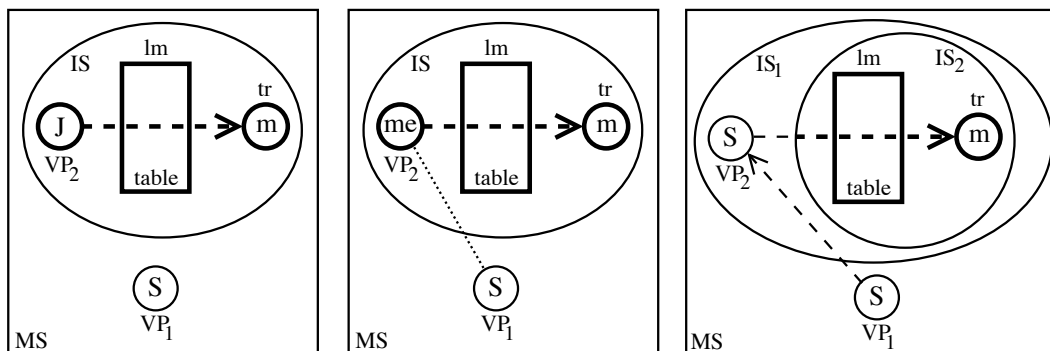 lm
IS
tr
J
m
VP2
table
S
VP1
MS
lm
IS
tr
me
m
VP2
table
S
VP1
MS
lm
IS1
IS2
tr
S
m
VP2
table
S
VP1
MS